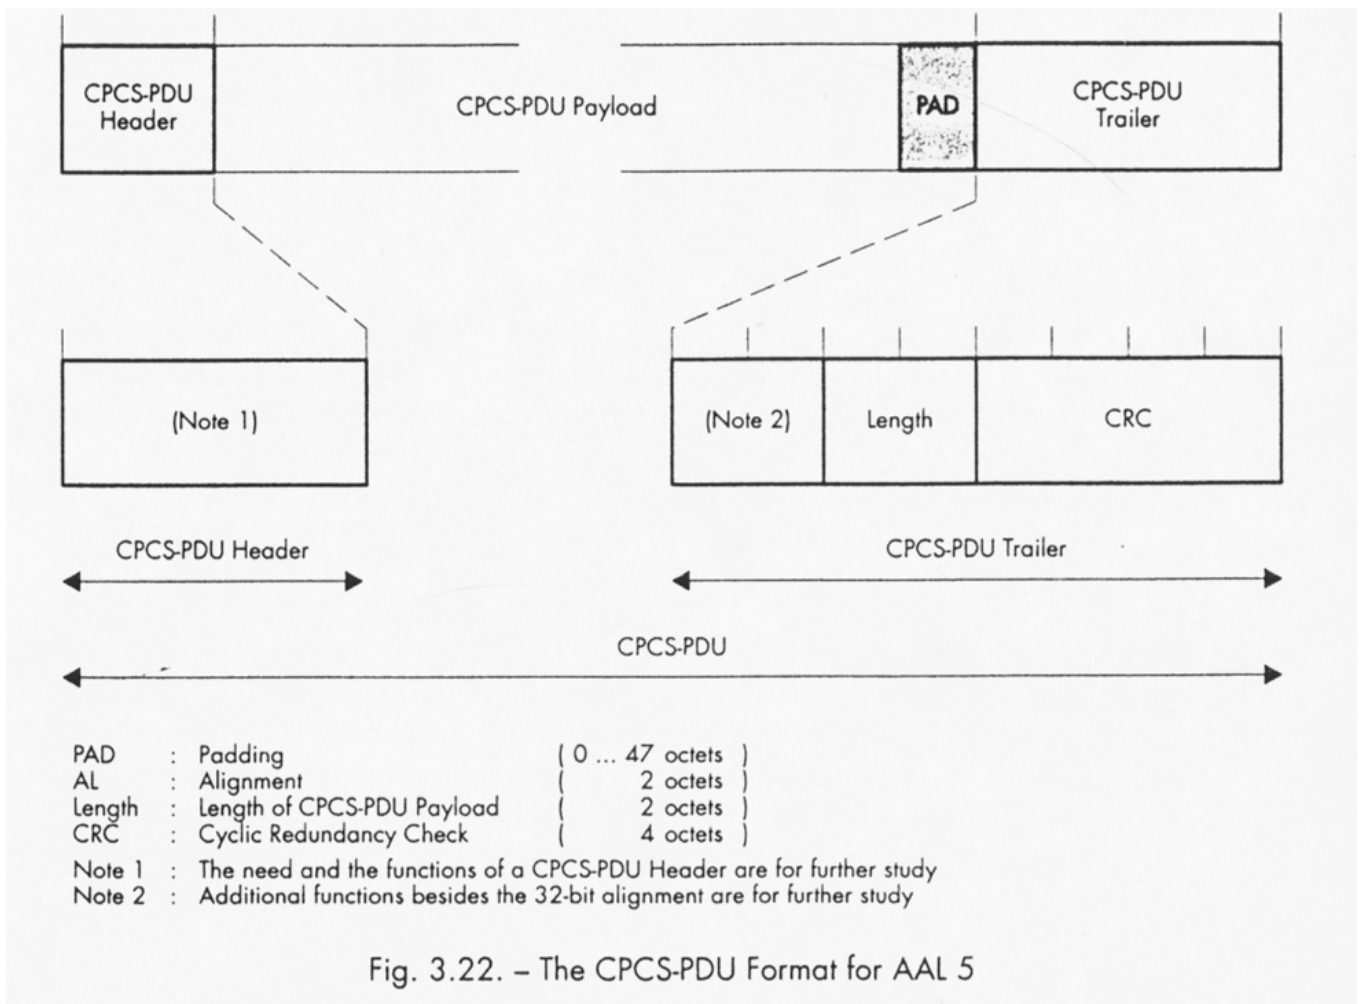 CPCS-PDU
Header
CPCS-PDU Payload
PAD
CPCS-PDU
Trailer
(Note 1)
(Note 2)
Length
CRC
CPCS-PDU Header
CPCS-PDU Trailer
CPCS-PDU
PAD : Padding ( 0 ... 47 octets )
AL : Alignment ( 2 octets )
Length : Length of CPCS-PDU Payload ( 2 octets )
CRC : Cyclic Redundancy Check ( 4 octets )
Note 1 : The need and the functions of a CPCS-PDU Header are for further study
Note 2 : Additional functions besides the 32-bit alignment are for further study
Fig. 3.22. – The CPCS-PDU Format for AAL 5